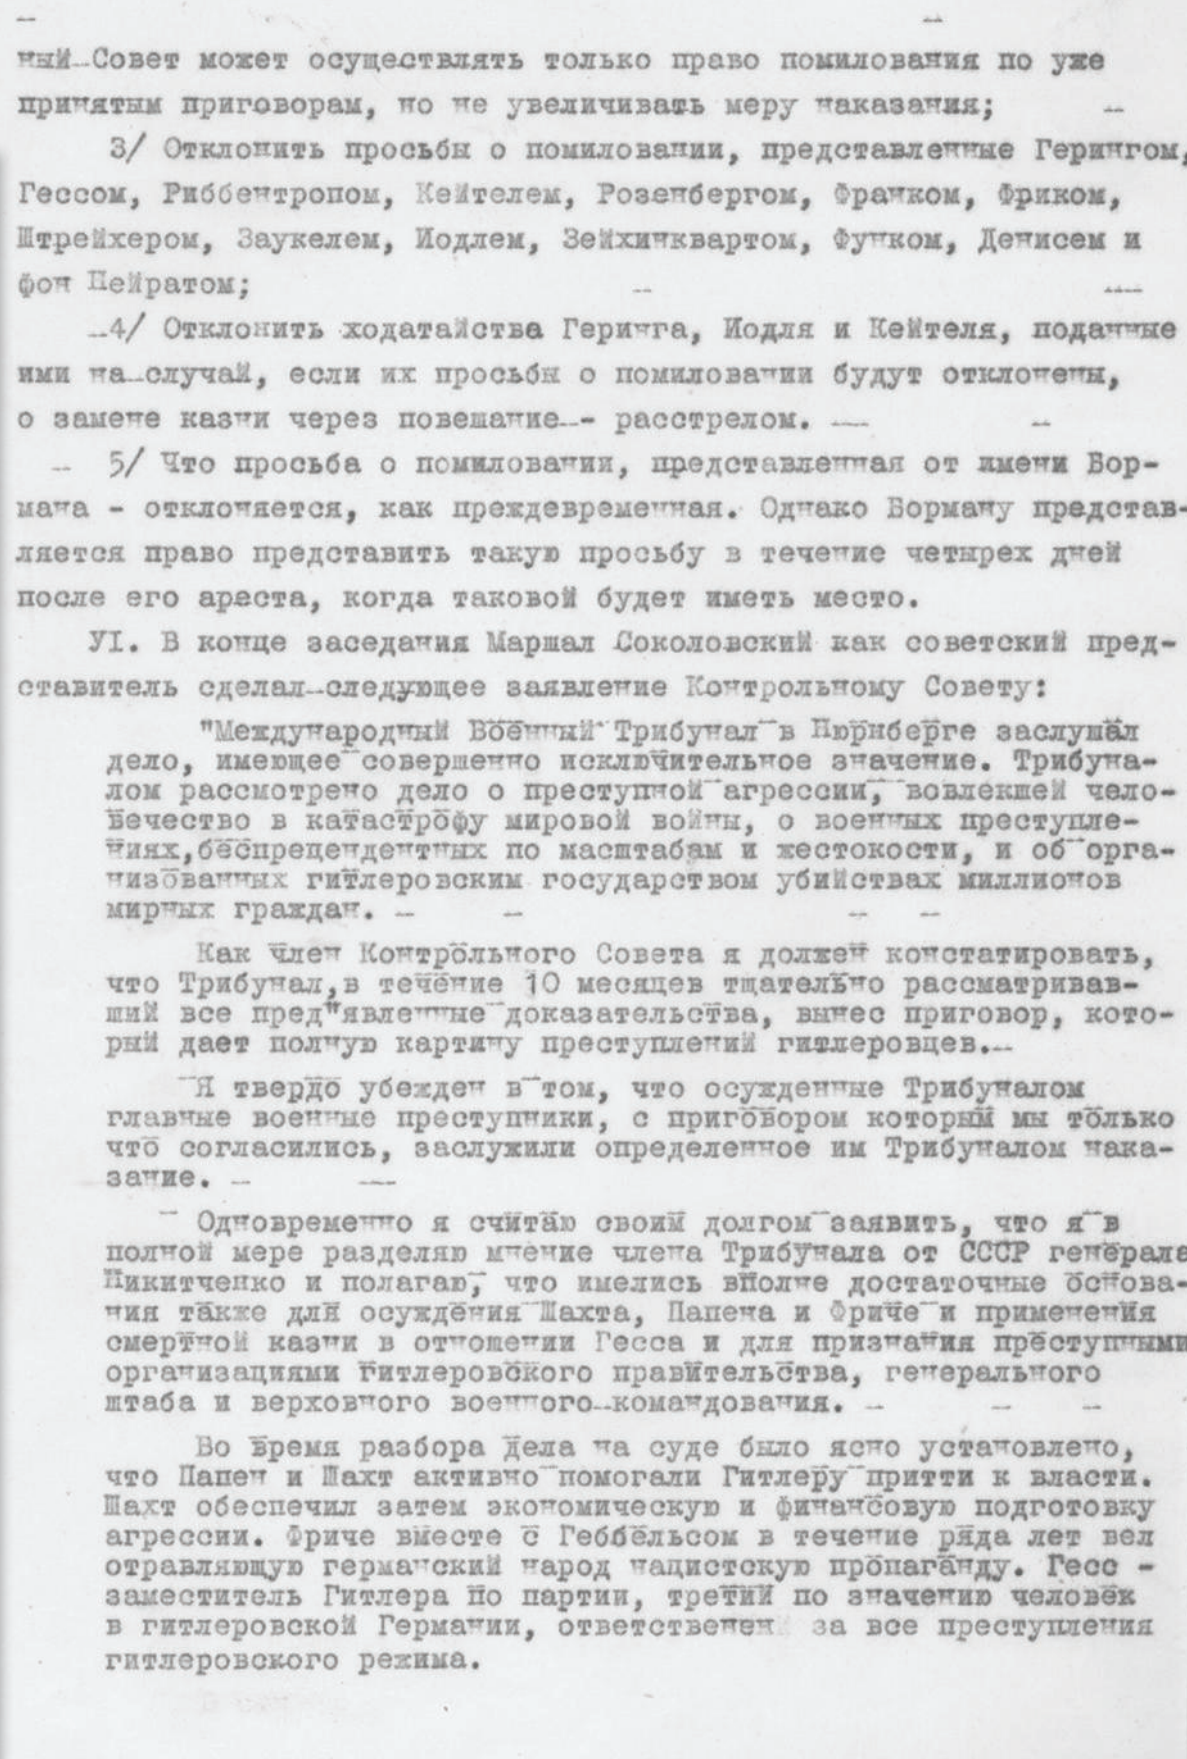 ный Совет может осуществлять только право помилования по уже
принятым приговорам, но не увеличивать меру наказания;
3/ Отклонить просьбы о помиловании, представленные Герингом,
Гессом, Риббентропом, Кейтелем, Розенбергом, Франком, Фриком,
Штрейхером, Заукелем, Иодлем, Зейхинквартом, Функом, Денисем и
фон Нейратом;
4/ Отклонить ходатайства Геринга, Иодля и Кейтеля, поданные
ими на случай, если их просьбы о помиловании будут отклонены,
о замене казни через повешание - расстрелом.
5/ Что просьба о помиловании, представленная от имени Бор-
мана - отклоняется, как преждевременная. Однако Борману представ-
ляется право представить такую просьбу в течение четырех дней
после его ареста, когда таковой будет иметь место.
УІ. В конце заседания Маршал Соколовский как советский пред-
ставитель сделал следующее заявление Контрольному Совету:
"Международный Военный Трибунал в Нюрнберге заслушал
дело, имеющее совершенно исключительное значение. Трибуна-
лом рассмотрено дело о преступной агрессии, вовлекшей чело-
вечество в катастрофу мировой войны, о военных преступле-
ниях,беспрецендентных по масштабам и жестокости, и об орга-
низованных гитлеровским государством убийствах миллионов
мирных граждан.
Как член Контрольного Совета я должен констатировать,
что Трибунал,в течение 10 месяцев тщательно рассматривав-
ший все пред"явленные доказательства, вынес приговор, кото-
рый дает полную картину преступлений гитлеровцев.
Я твердо убежден в том, что осужденные Трибуналом
главные военные преступники, с приговором который мы только
что согласились, заслужили определенное им Трибуналом нака-
зание.
Одновременно я считаю своим долгом заявить, что я в
полной мере разделяю мнение члена Трибунала от СССР генерала
Никитченко и полагаю, что имелись вполне достаточные основа-
ния также для осуждения Шахта, Папена и Фриче и применения
смертной казни в отношении Гесса и для признания преступными
организациями гитлеровского правительства, генерального
штаба и верховного военного командования.
Во время разбора дела на суде было ясно установлено,
что Папен и Шахт активно помогали Гитлеру притти к власти.
Шахт обеспечил затем экономическую и финансовую подготовку
агрессии. Фриче вместе с Геббельсом в течение ряда лет вел
отравляющую германский народ нацистскую пропаганду. Гесс -
заместитель Гитлера по партии, третий по значению человек
в гитлеровской Германии, ответственен за все преступления
гитлеровского режима.